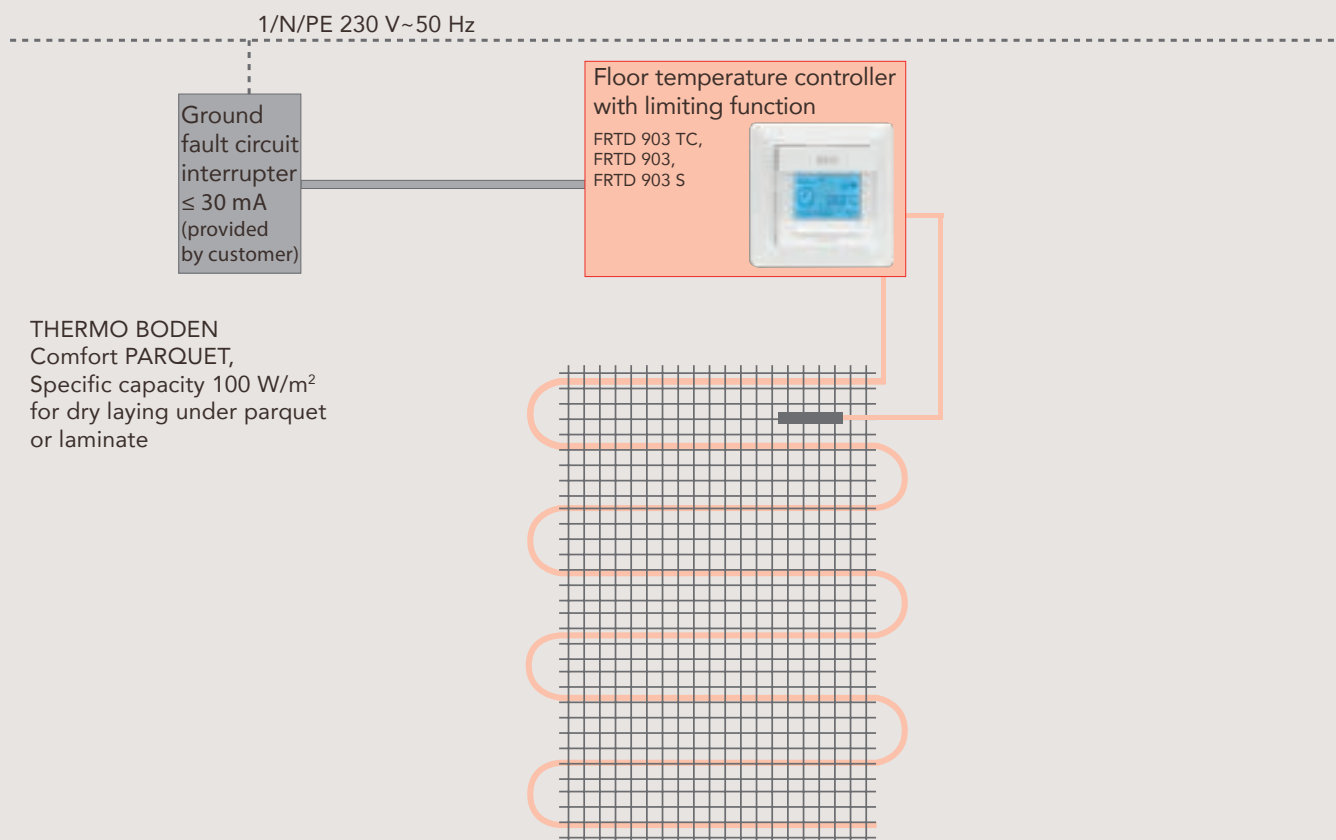 1/N/PE 230 V~50 Hz
Ground
fault circuit
interrupter
≤ 30 mA
(provided
by customer)
Floor temperature controller
with limiting function
FRTD 903 TC,
FRTD 903,
FRTD 903 S
THERMO BODEN
Comfort PARQUET,
Specific capacity 100 W/m²
for dry laying under parquet
or laminate